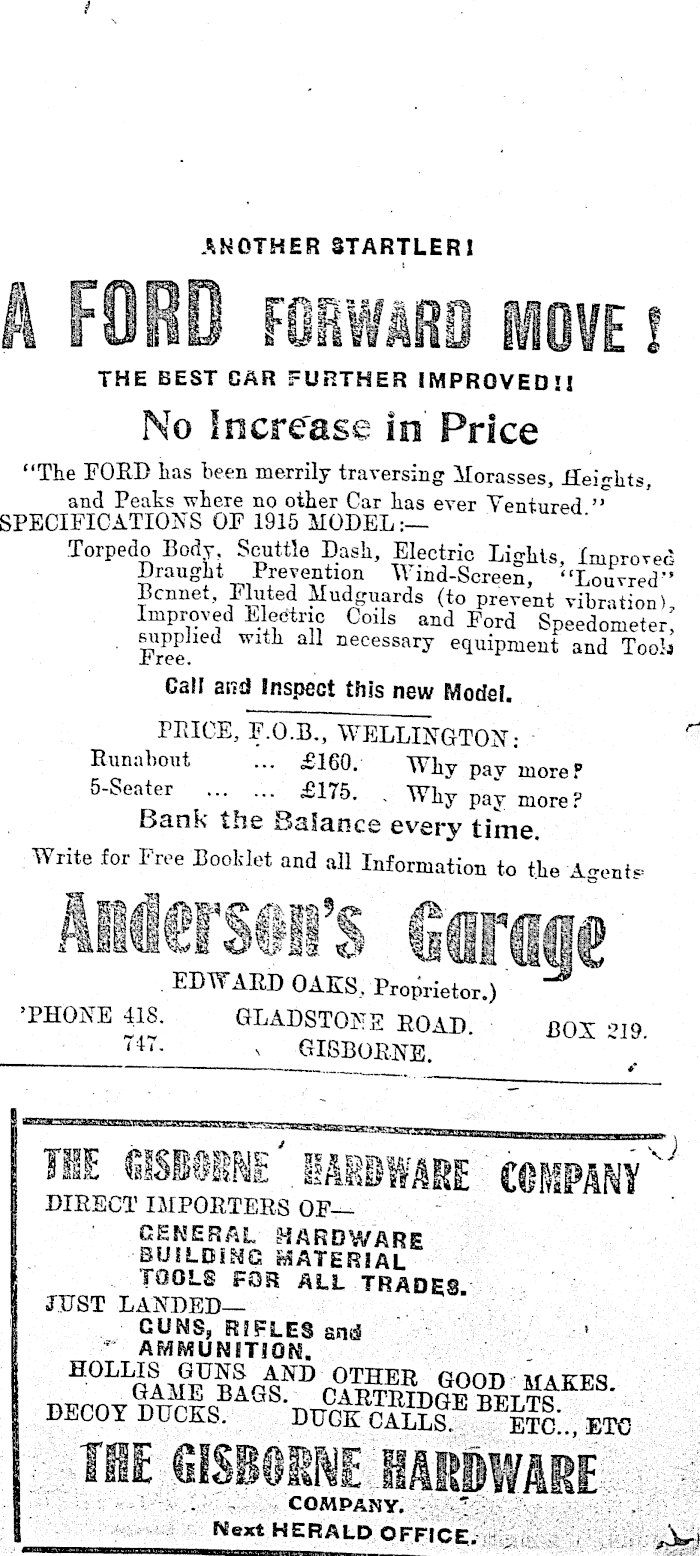 ANOTHER STARTLER!
A FORD FORWARD MOVE!
THE BEST CAR FURTHER IMPROVED!!
No Increase in Price
"The FORD has been merrily traversing Morasses, Heights,
and Peaks where no other Car has ever Ventured."
SPECIFICATIONS OF 1915 MODEL:—
Torpedo Body, Scuttle Dash, Electric Lights, Improved
Draught Prevention Wind-Screen, "Louvred"
Bonnet, Fluted Mudguards (to prevent vibration),
Improved Electric Coils and Ford Speedometer,
supplied with all necessary equipment and Tools
Free.
Call and Inspect this new Model.
PRICE, F.O.B., WELLINGTON:
Runabout ... £160. Why pay more?
5-Seater ... ... £175. Why pay more?
Bank the Balance every time.
Write for Free Booklet and all Information to the Agents
Anderson's Garage
EDWARD OAKS, Proprietor.)
'PHONE 418. GLADSTONE ROAD. BOX 219.
747. GISBORNE.
THE GISBORNE HARDWARE COMPANY
DIRECT IMPORTERS OF—
GENERAL HARDWARE
BUILDING MATERIAL
TOOLS FOR ALL TRADES.
JUST LANDED—
GUNS, RIFLES and
AMMUNITION.
HOLLIS GUNS AND OTHER GOOD MAKES.
GAME BAGS. CARTRIDGE BELTS.
DECOY DUCKS. DUCK CALLS. ETC.., ETC
THE GISBORNE HARDWARE
COMPANY.
Next HERALD OFFICE.